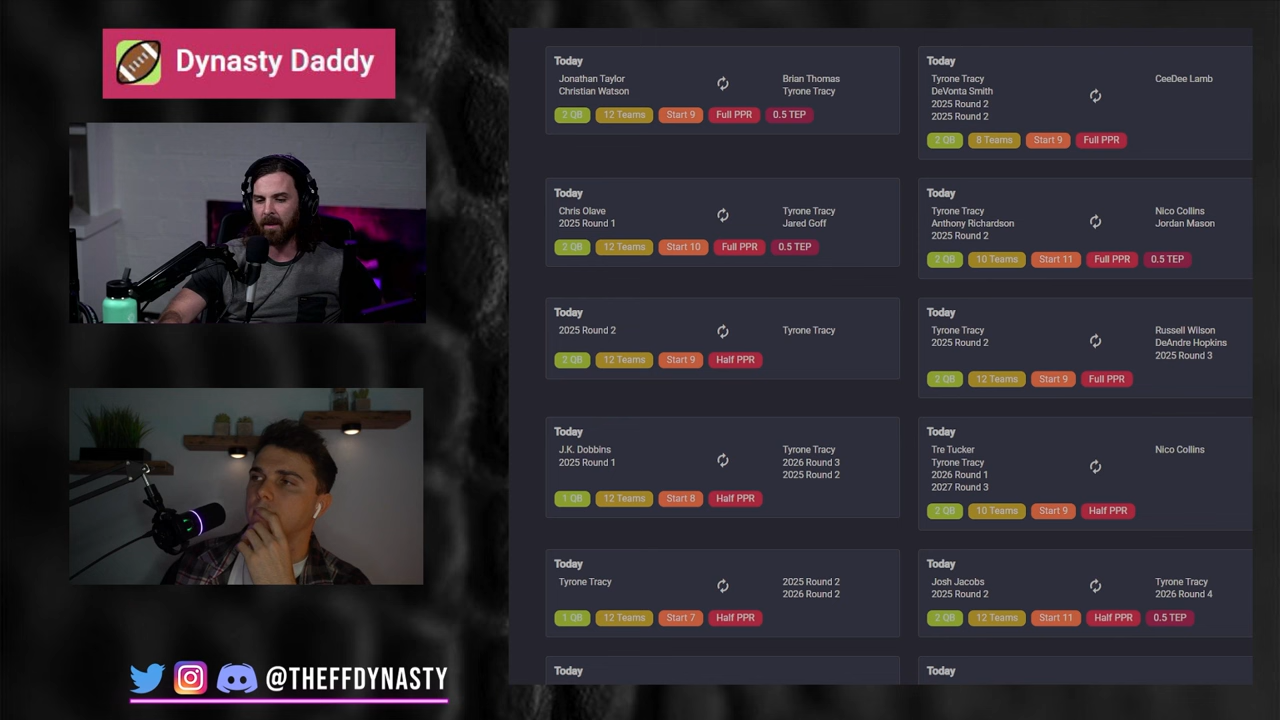 Dynasty Daddy
@THEFFDYNASTY
Today
Jonathan Taylor
Christian Watson
Brian Thomas
Tyrone Tracy
2 QB 12 Teams Start 9 Full PPR 0.5 TEP
Today
Tyrone Tracy
DeVonta Smith
2025 Round 2
2025 Round 2
CeeDee Lamb
2 QB 8 Teams Start 9 Full PPR
Today
Chris Olave
2025 Round 1
Tyrone Tracy
Jared Goff
2 QB 12 Teams Start 10 Full PPR 0.5 TEP
Today
Tyrone Tracy
Anthony Richardson
2025 Round 2
Nico Collins
Jordan Mason
2 QB 10 Teams Start 11 Full PPR 0.5 TEP
Today
2025 Round 2
Tyrone Tracy
2 QB 12 Teams Start 9 Half PPR
Today
Tyrone Tracy
2025 Round 2
Russell Wilson
DeAndre Hopkins
2025 Round 3
2 QB 12 Teams Start 9 Full PPR
Today
J.K. Dobbins
2025 Round 1
Tyrone Tracy
2026 Round 3
2025 Round 2
1 QB 12 Teams Start 8 Half PPR
Today
Tre Tucker
Tyrone Tracy
2026 Round 1
2027 Round 3
Nico Collins
2 QB 10 Teams Start 9 Half PPR
Today
Tyrone Tracy
2025 Round 2
2026 Round 2
1 QB 12 Teams Start 7 Half PPR
Today
Josh Jacobs
2025 Round 2
Tyrone Tracy
2026 Round 4
2 QB 12 Teams Start 11 Half PPR 0.5 TEP
Today
Today